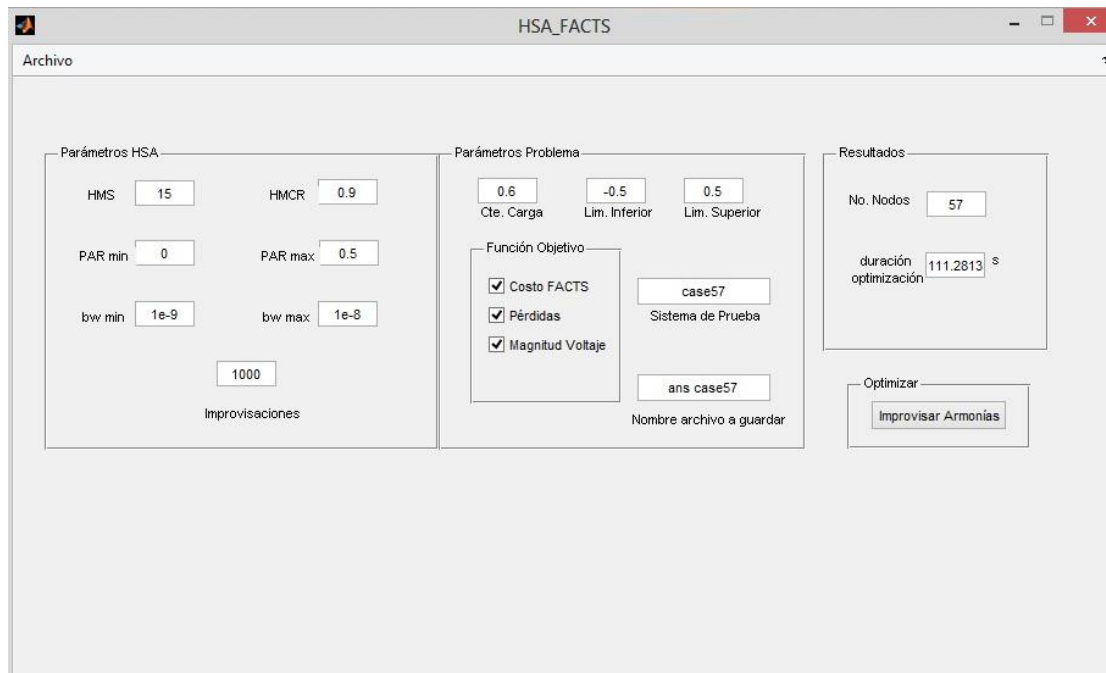 HSA_FACTS
Archivo
Parámetros HSA
HMS 15 HMCR 0.9
PAR min 0 PAR max 0.5
bw min 1e-9 bw max 1e-8
1000
Improvisaciones
Parámetros Problema
0.6 -0.5 0.5
Cte. Carga Lim. Inferior Lim. Superior
Función Objetivo
Costo FACTS
Pérdidas
Magnitud Voltaje
case57
Sistema de Prueba
ans case57
Nombre archivo a guardar
Resultados
No. Nodos 57
duración
optimización 111.2813 s
Optimizar
Improvisar Armonías